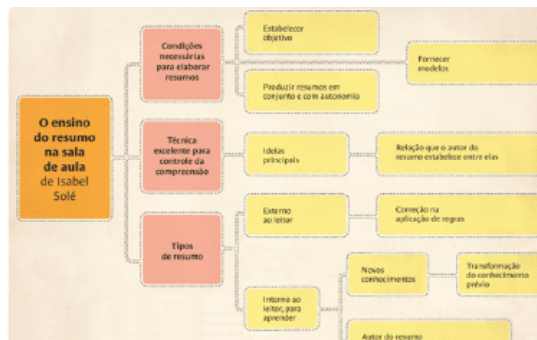 O ensino
do resumo
na sala
de aula
de Isabel
Solé
Condições
necessárias
para elaborar
resumos
Estabelecer
objetivo
Produzir resumos em
conjunto e com autonomia
Fornecer
modelos
Técnica
excelente para
controle da
compreensão
Ideias
principais
Relação que o autor do
resumo estabelece entre elas
Tipos
de resumo
Externo
ao leitor
Correção na
aplicação de regras
Interno ao
leitor, para
aprender
Novos
conhecimentos
Transformação
do conhecimento
prévio
Autor do resumo